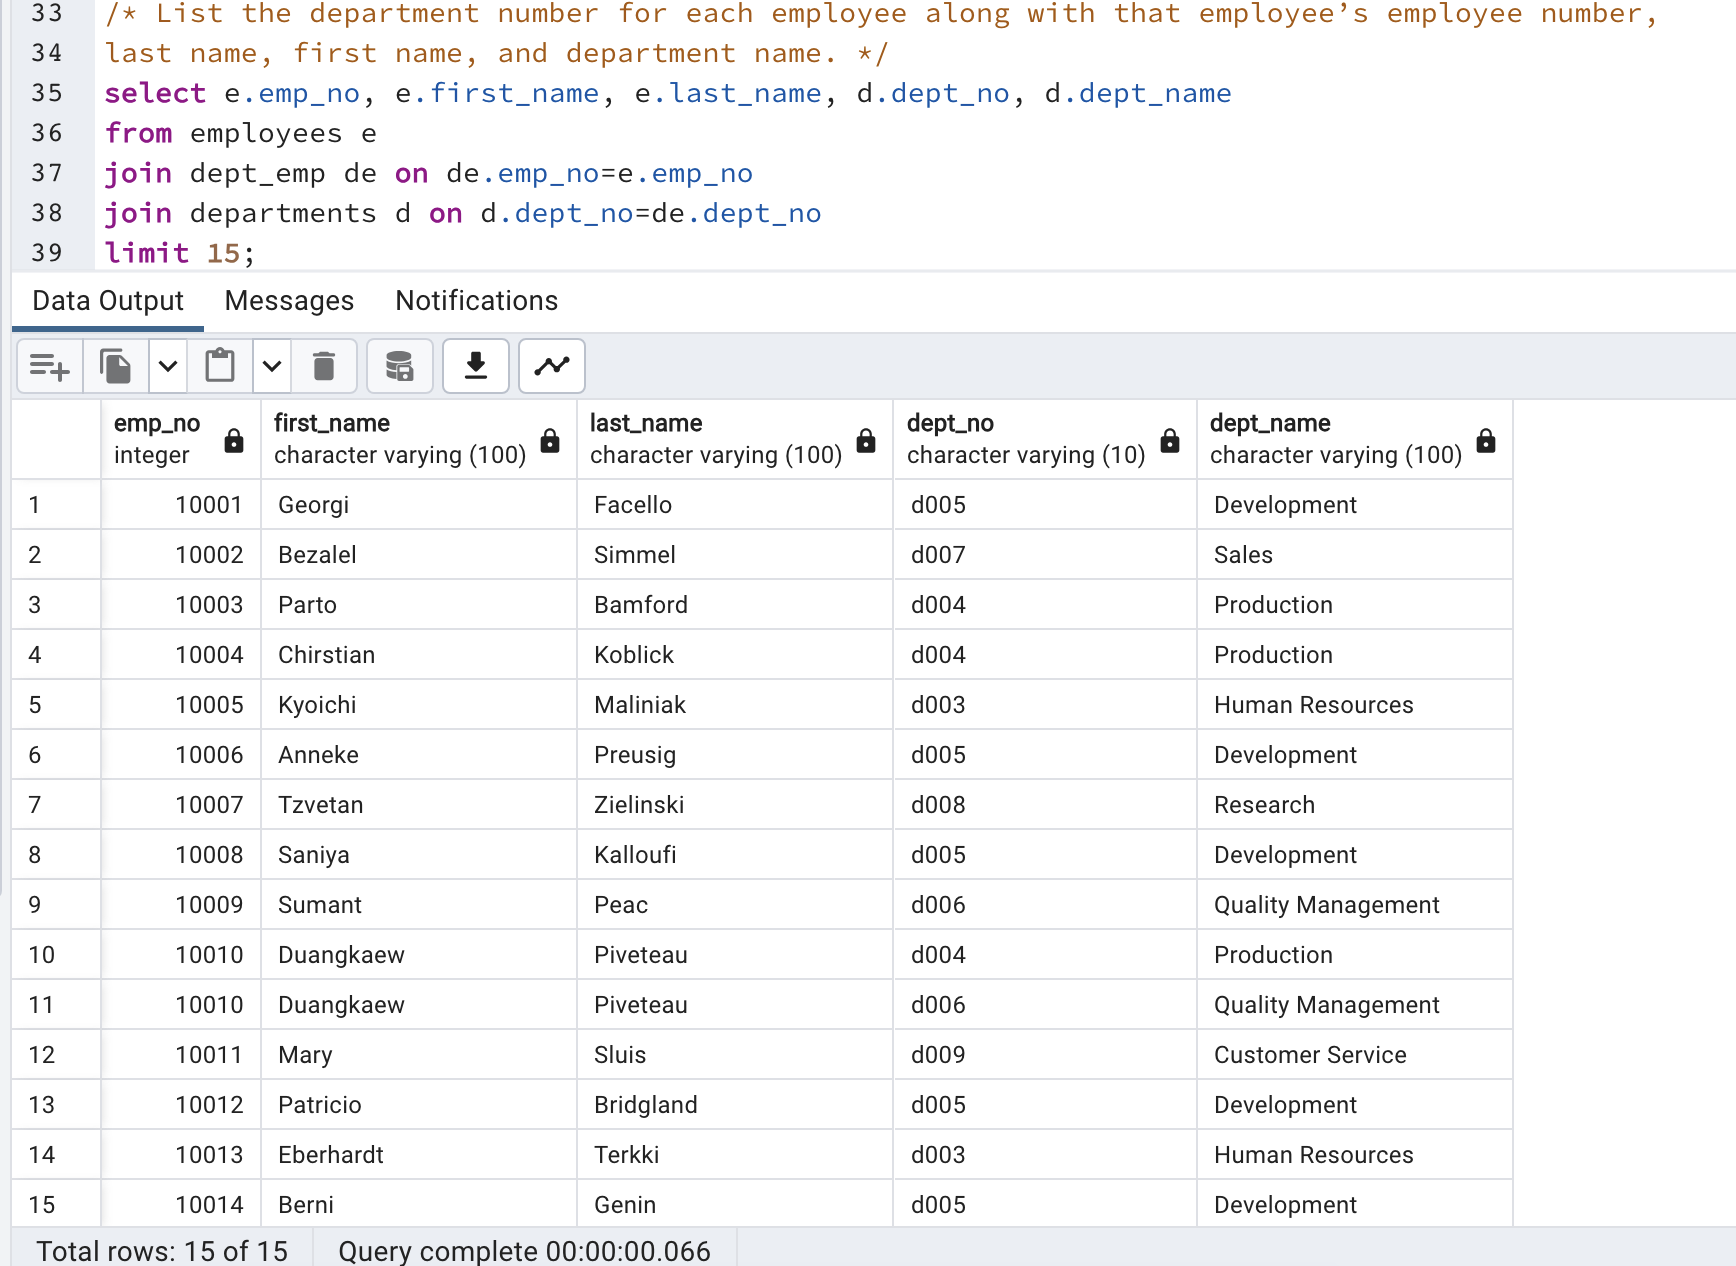 33 /* List the department number for each employee along with that employee’s employee number,
34 last name, first name, and department name. */
35 select e.emp_no, e.first_name, e.last_name, d.dept_no, d.dept_name
36 from employees e
37 join dept_emp de on de.emp_no=e.emp_no
38 join departments d on d.dept_no=de.dept_no
39 limit 15;
Data Output Messages Notifications
emp_no first_name last_name dept_no dept_name
integer character varying (100) character varying (100) character varying (10) character varying (100)
1 10001 Georgi Facello d005 Development
2 10002 Bezalel Simmel d007 Sales
3 10003 Parto Bamford d004 Production
4 10004 Chirstian Koblick d004 Production
5 10005 Kyoichi Maliniak d003 Human Resources
6 10006 Anneke Preusig d005 Development
7 10007 Tzvetan Zielinski d008 Research
8 10008 Saniya Kalloufi d005 Development
9 10009 Sumant Peac d006 Quality Management
10 10010 Duangkaew Piveteau d004 Production
11 10010 Duangkaew Piveteau d006 Quality Management
12 10011 Mary Sluis d009 Customer Service
13 10012 Patricio Bridgland d005 Development
14 10013 Eberhardt Terkki d003 Human Resources
15 10014 Berni Genin d005 Development
Total rows: 15 of 15 Query complete 00:00:00.066